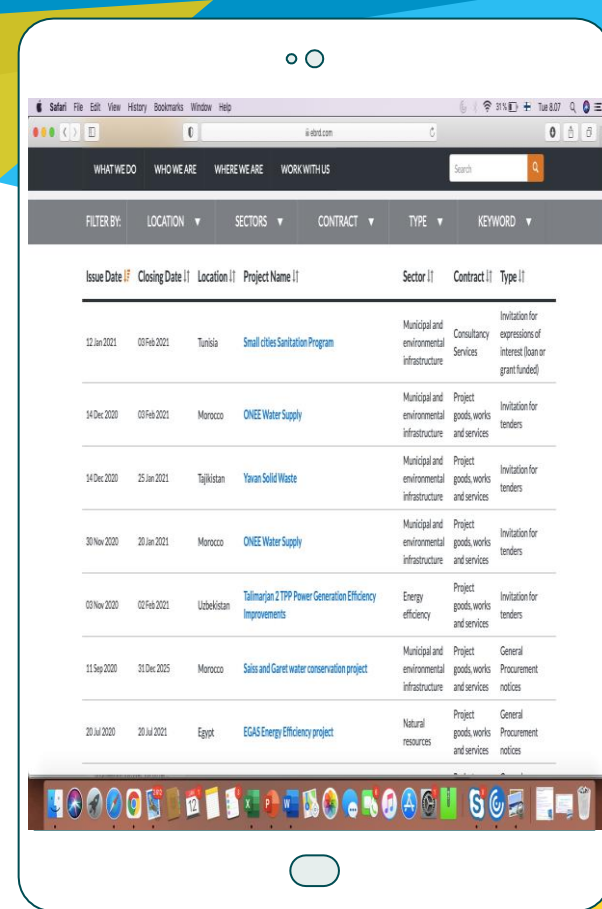 Safari File Edit View History Bookmarks Window Help 31% Tue 8.07
ebrd.com
WHAT WE DO WHO WE ARE WHERE WE ARE WORK WITH US Search
FILTER BY: LOCATION SECTORS CONTRACT TYPE KEYWORD
Issue Date Closing Date Location Project Name Sector Contract Type
12 Jan 2021 03 Feb 2021 Tunisia Small cities Sanitation Program Municipal and environmental infrastructure Consultancy Services Invitation for expressions of interest (loan or grant funded)
14 Dec 2020 03 Feb 2021 Morocco ONEE Water Supply Municipal and environmental infrastructure Project goods, works and services Invitation for tenders
14 Dec 2020 25 Jan 2021 Tajikistan Yavan Solid Waste Municipal and environmental infrastructure Project goods, works and services Invitation for tenders
30 Nov 2020 20 Jan 2021 Morocco ONEE Water Supply Municipal and environmental infrastructure Project goods, works and services Invitation for tenders
03 Nov 2020 02 Feb 2021 Uzbekistan Talimarjan 2 TPP Power Generation Efficiency Improvements Energy efficiency Project goods, works and services Invitation for tenders
11 Sep 2020 31 Dec 2025 Morocco Saiss and Garet water conservation project Municipal and environmental infrastructure Project goods, works and services General Procurement notices
20 Jul 2020 20 Jul 2021 Egypt EGAS Energy Efficiency project Natural resources Project goods, works and services General Procurement notices
12